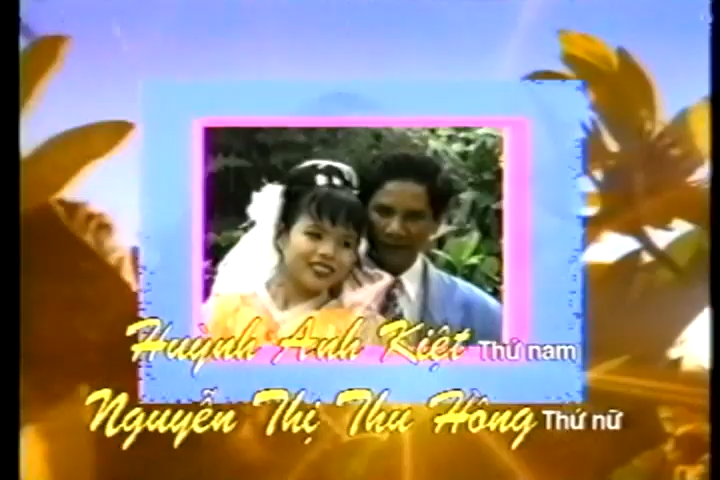 Huỳnh Anh Kiệt Thứ nam
Nguyễn Thị Thu Hồng Thứ nữ